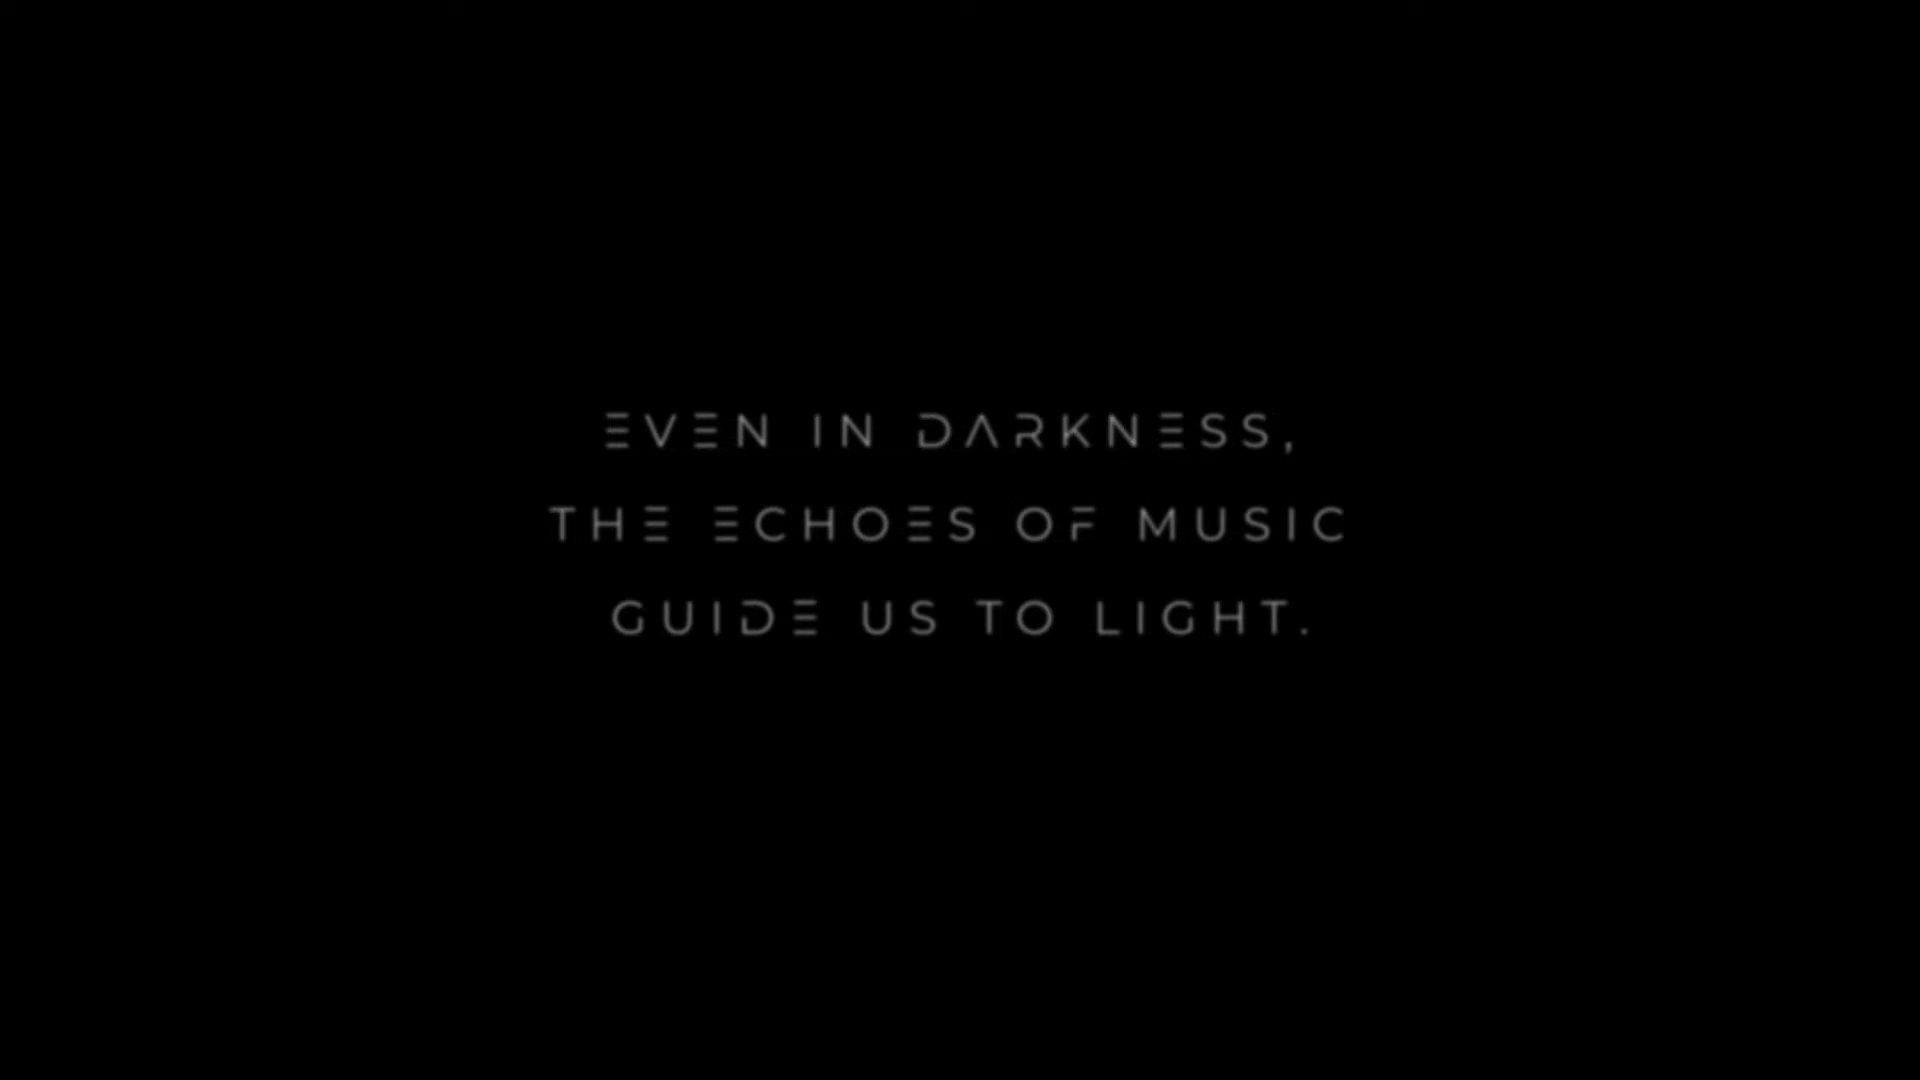 EVEN IN DARKNESS,
THE ECHOES OF MUSIC
GUIDE US TO LIGHT.